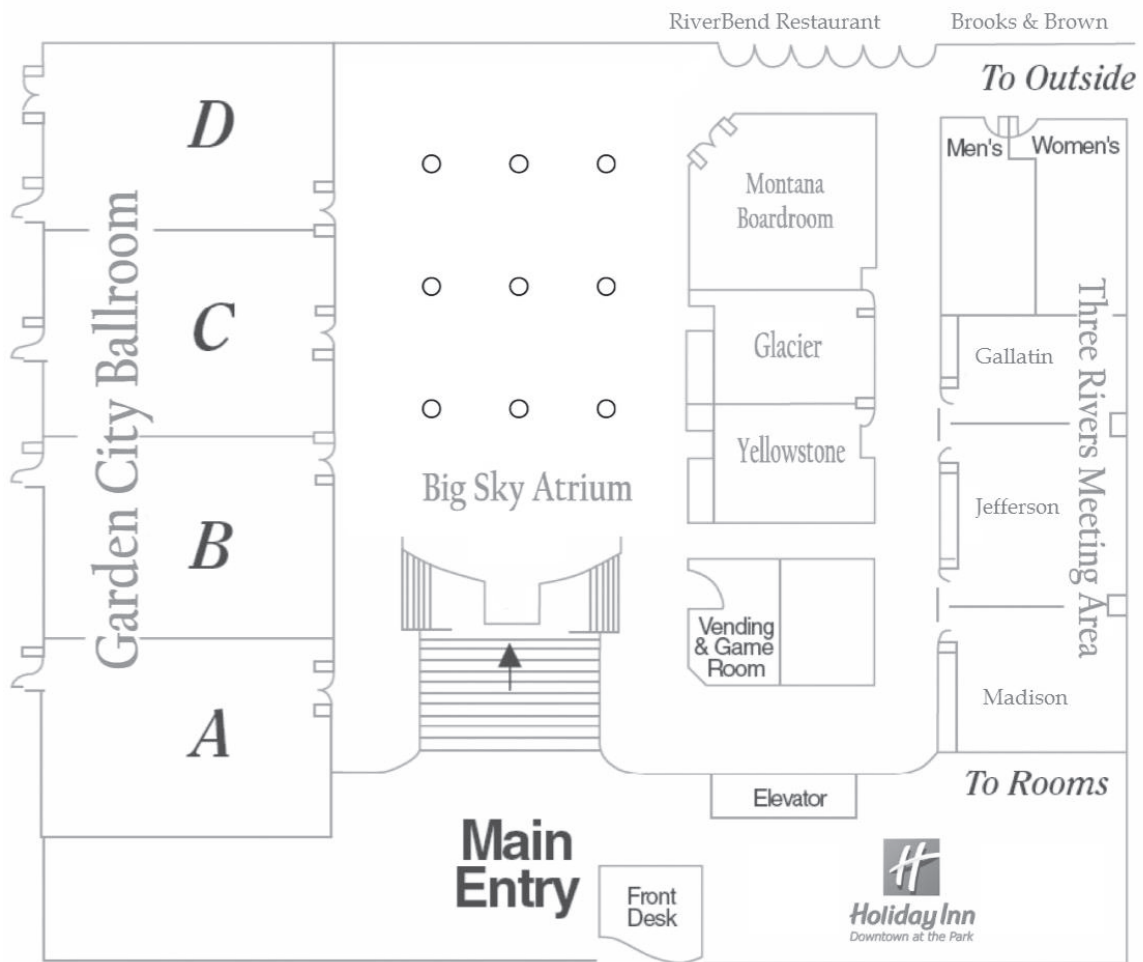 RiverBend Restaurant
Brooks & Brown
To Outside
D
Men's
Women's
Montana
Boardroom
Garden City Ballroom
C
Glacier
Gallatin
Three Rivers Meeting Area
Yellowstone
Big Sky Atrium
Jefferson
B
Vending
& Game
Room
Madison
A
To Rooms
Elevator
Main
Entry
Front
Desk
H
Holiday Inn
Downtown at the Park